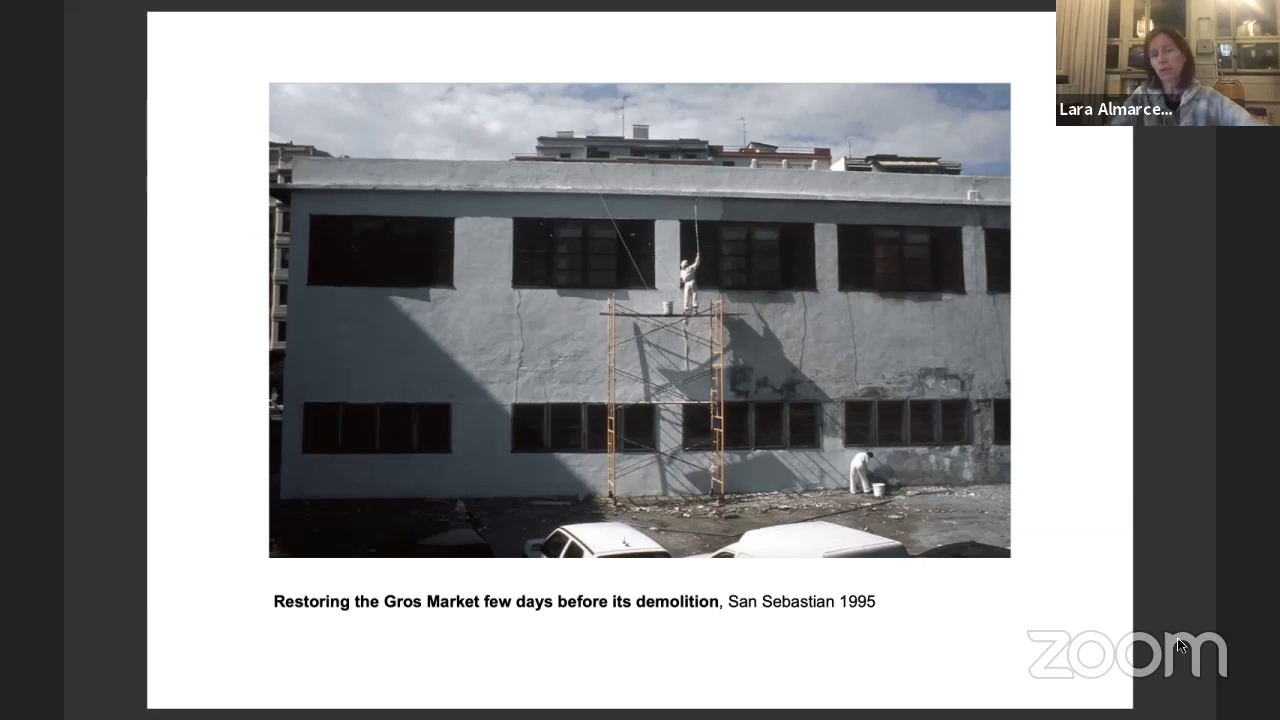 Lara Almarce...
Restoring the Gros Market few days before its demolition, San Sebastian 1995
zoom